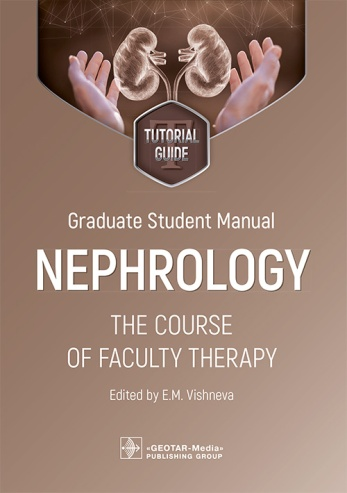 TUTORIAL
GUIDE
Graduate Student Manual
NEPHROLOGY
THE COURSE
OF FACULTY THERAPY
Edited by E.M. Vishneva
«GEOTAR-Media»
PUBLISHING GROUP